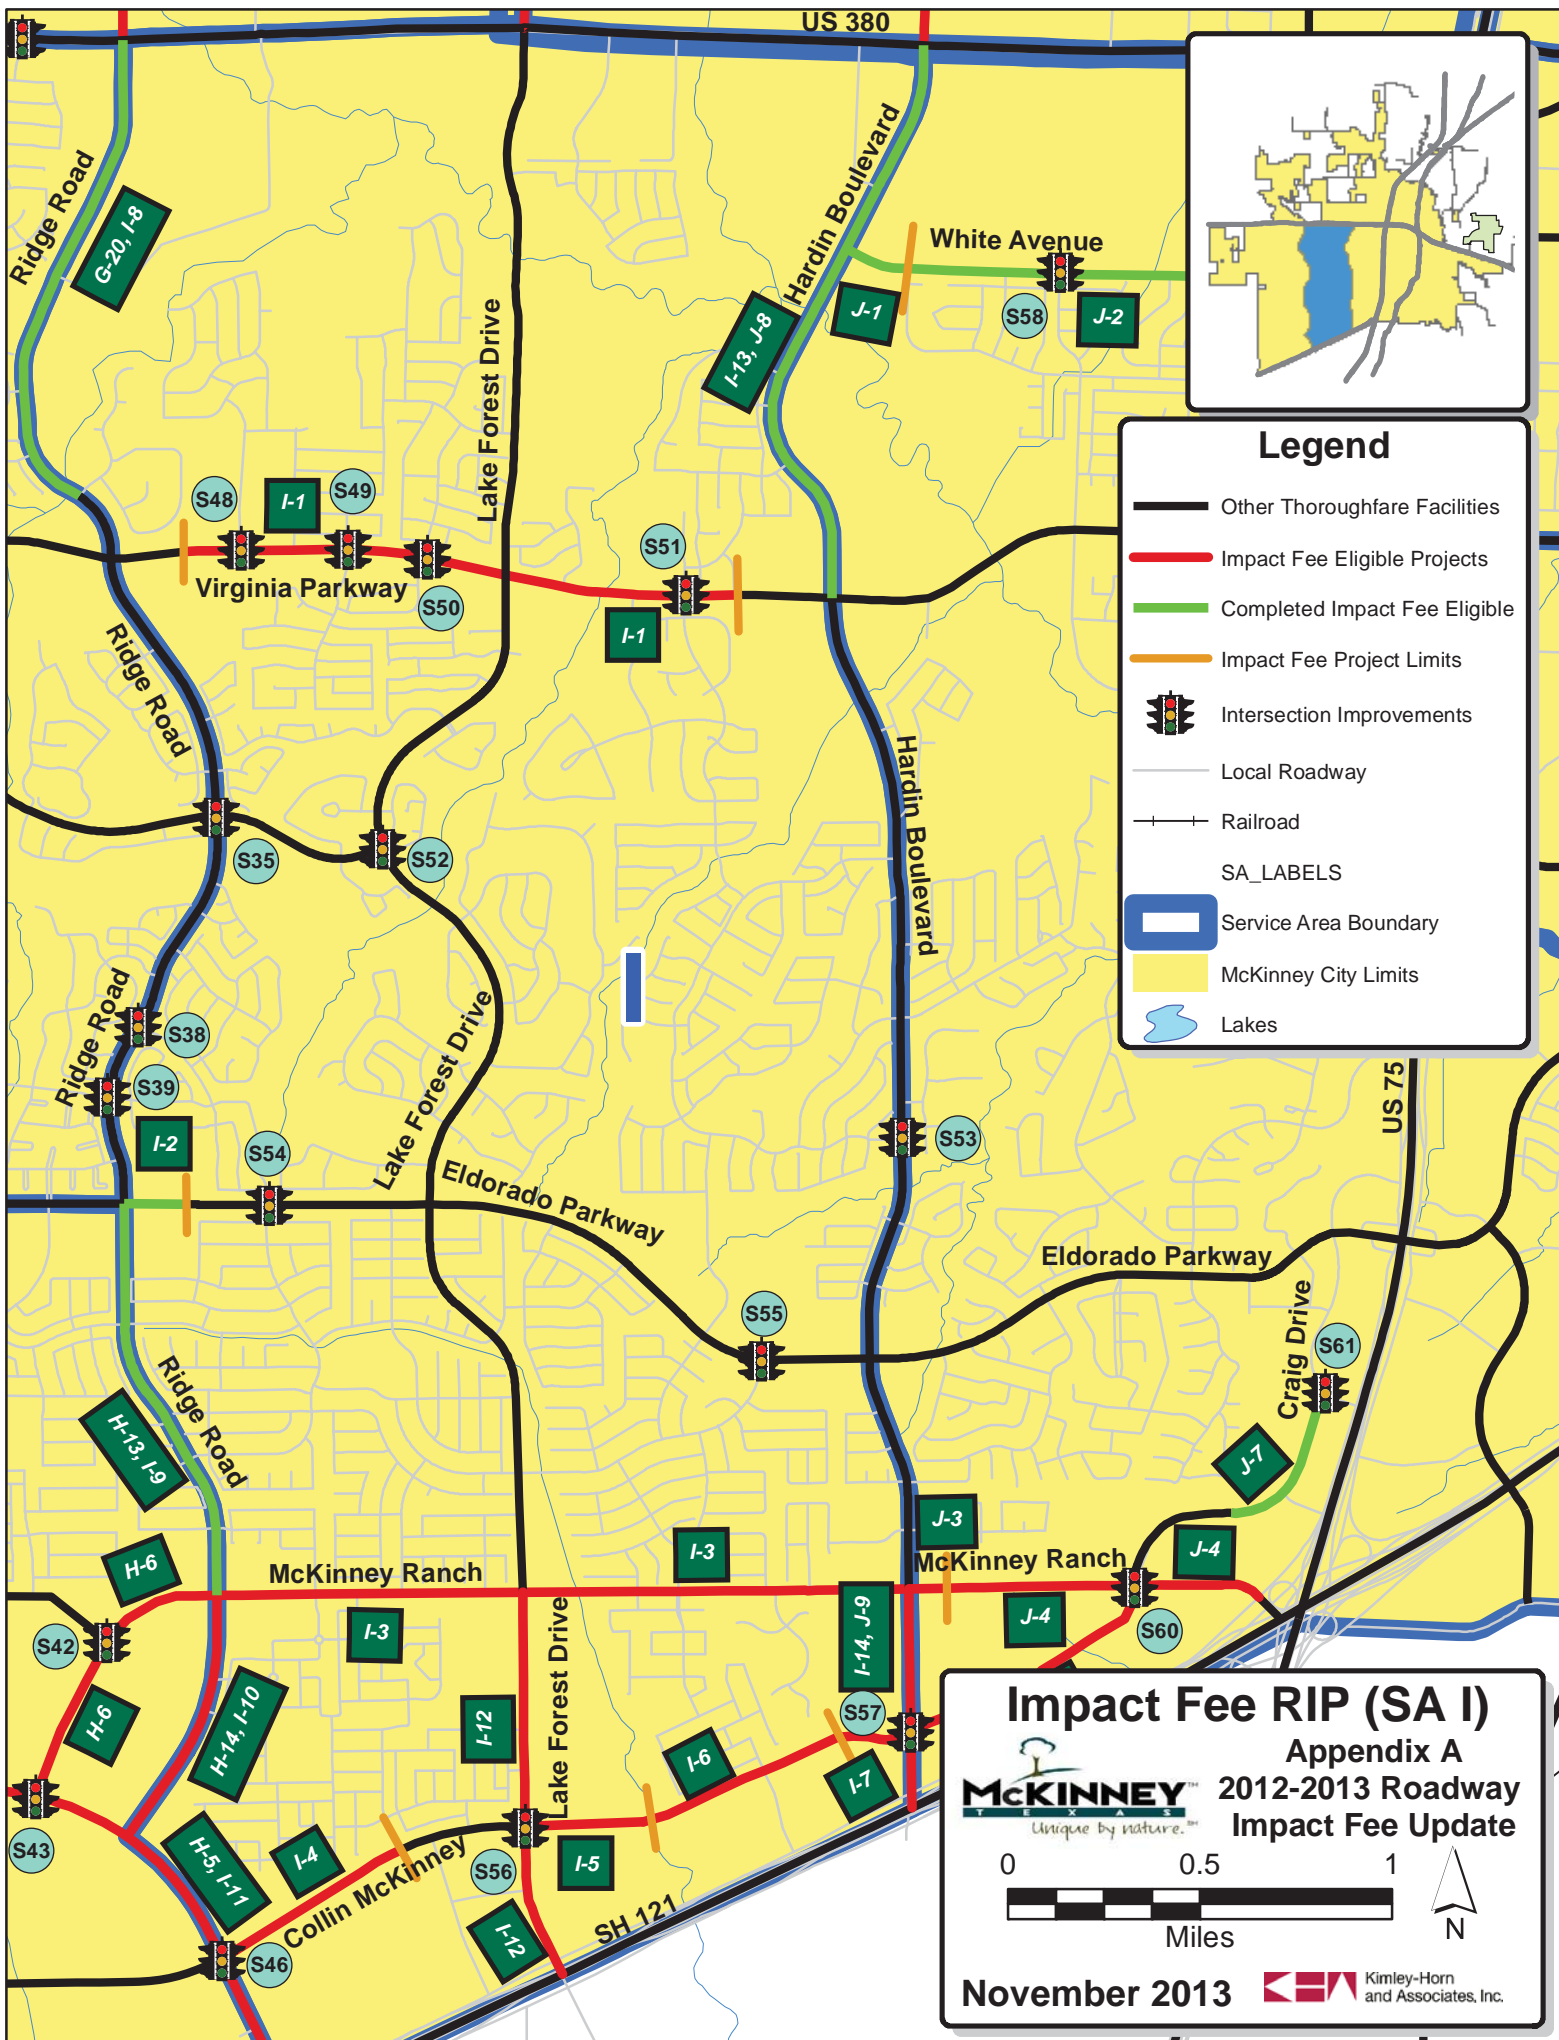 US 380
Ridge Road
G-20, I-8
Lake Forest Drive
Hardin Boulevard
I-13, J-8
White Avenue
J-1
S58
J-2
S48
I-1
S49
Virginia Parkway
S50
S51
I-1
Ridge Road
Legend
Other Thoroughfare Facilities
Impact Fee Eligible Projects
Completed Impact Fee Eligible
Impact Fee Project Limits
Intersection Improvements
Local Roadway
Railroad
SA_LABELS
Service Area Boundary
McKinney City Limits
Lakes
Hardin Boulevard
S35
S52
I
Ridge Road
S38
S39
Lake Forest Drive
I-2
S54
Eldorado Parkway
S53
US 75
Eldorado Parkway
S55
Craig Drive
S61
Ridge Road
H-13, I-9
J-7
H-6
McKinney Ranch
I-3
J-3
McKinney Ranch
J-4
I-3
I-14, J-9
J-4
S60
S42
H-6
H-14, I-10
I-12
Lake Forest Drive
I-6
S57
I-7
S43
H-5, I-11
I-4
Collin McKinney
S56
I-5
I-12
SH 121
S46
Impact Fee RIP (SA I)
Appendix A
2012-2013 Roadway
Impact Fee Update
McKINNEY™
TEXAS
Unique by nature.℠
0 0.5 1
Miles
N
November 2013
Kimley-Horn
and Associates, Inc.